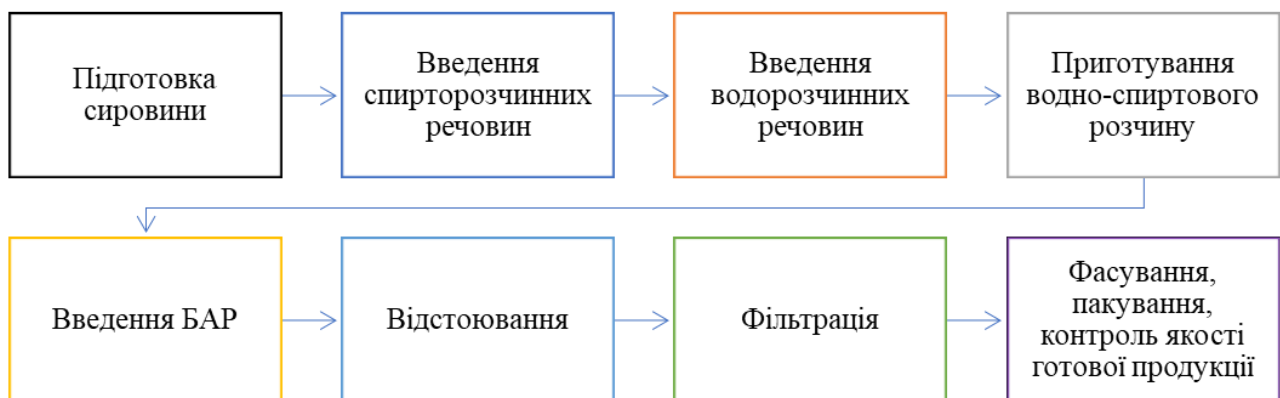 Підготовка
сировини
Введення
спирторозчинних
речовин
Введення
водорозчинних
речовин
Приготування
водно-спиртового
розчину
Введення БАР
Відстоювання
Фільтрація
Фасування,
пакування,
контроль якості
готової продукції